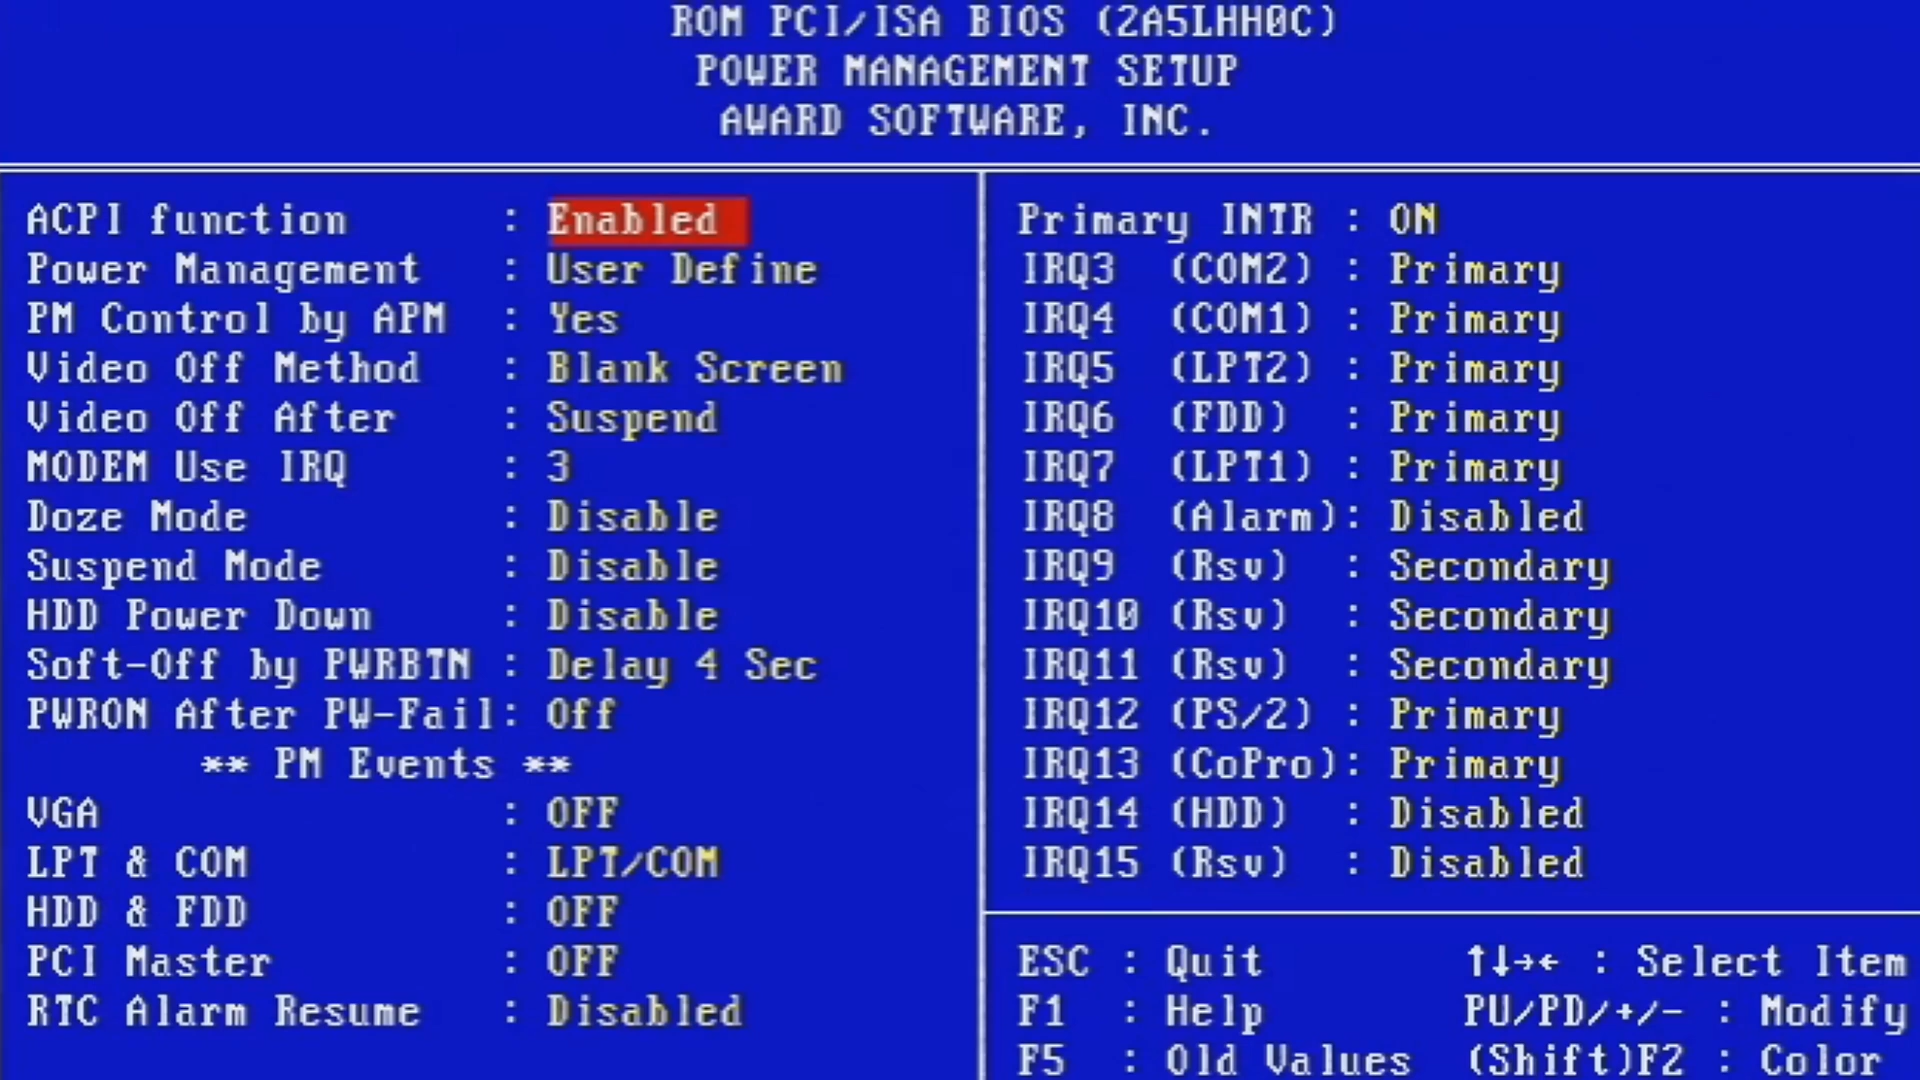 ROM PCI/ISA BIOS (2A5LHH0C)
POWER MANAGEMENT SETUP
AWARD SOFTWARE, INC.
ACPI function : Enabled
Power Management : User Define
PM Control by APM : Yes
Video Off Method : Blank Screen
Video Off After : Suspend
MODEM Use IRQ : 3
Doze Mode : Disable
Suspend Mode : Disable
HDD Power Down : Disable
Soft-Off by PWRBTN : Delay 4 Sec
PWRON After PW-Fail: Off
** PM Events **
VGA : OFF
LPT & COM : LPT/COM
HDD & FDD : OFF
PCI Master : OFF
RTC Alarm Resume : Disabled
Primary INTR : ON
IRQ3 (COM2) : Primary
IRQ4 (COM1) : Primary
IRQ5 (LPT2) : Primary
IRQ6 (FDD) : Primary
IRQ7 (LPT1) : Primary
IRQ8 (Alarm): Disabled
IRQ9 (Rsv) : Secondary
IRQ10 (Rsv) : Secondary
IRQ11 (Rsv) : Secondary
IRQ12 (PS/2) : Primary
IRQ13 (CoPro): Primary
IRQ14 (HDD) : Disabled
IRQ15 (Rsv) : Disabled
ESC : Quit ↑↓→← : Select Item
F1 : Help PU/PD/+/- : Modify
F5 : Old Values (Shift)F2 : Color